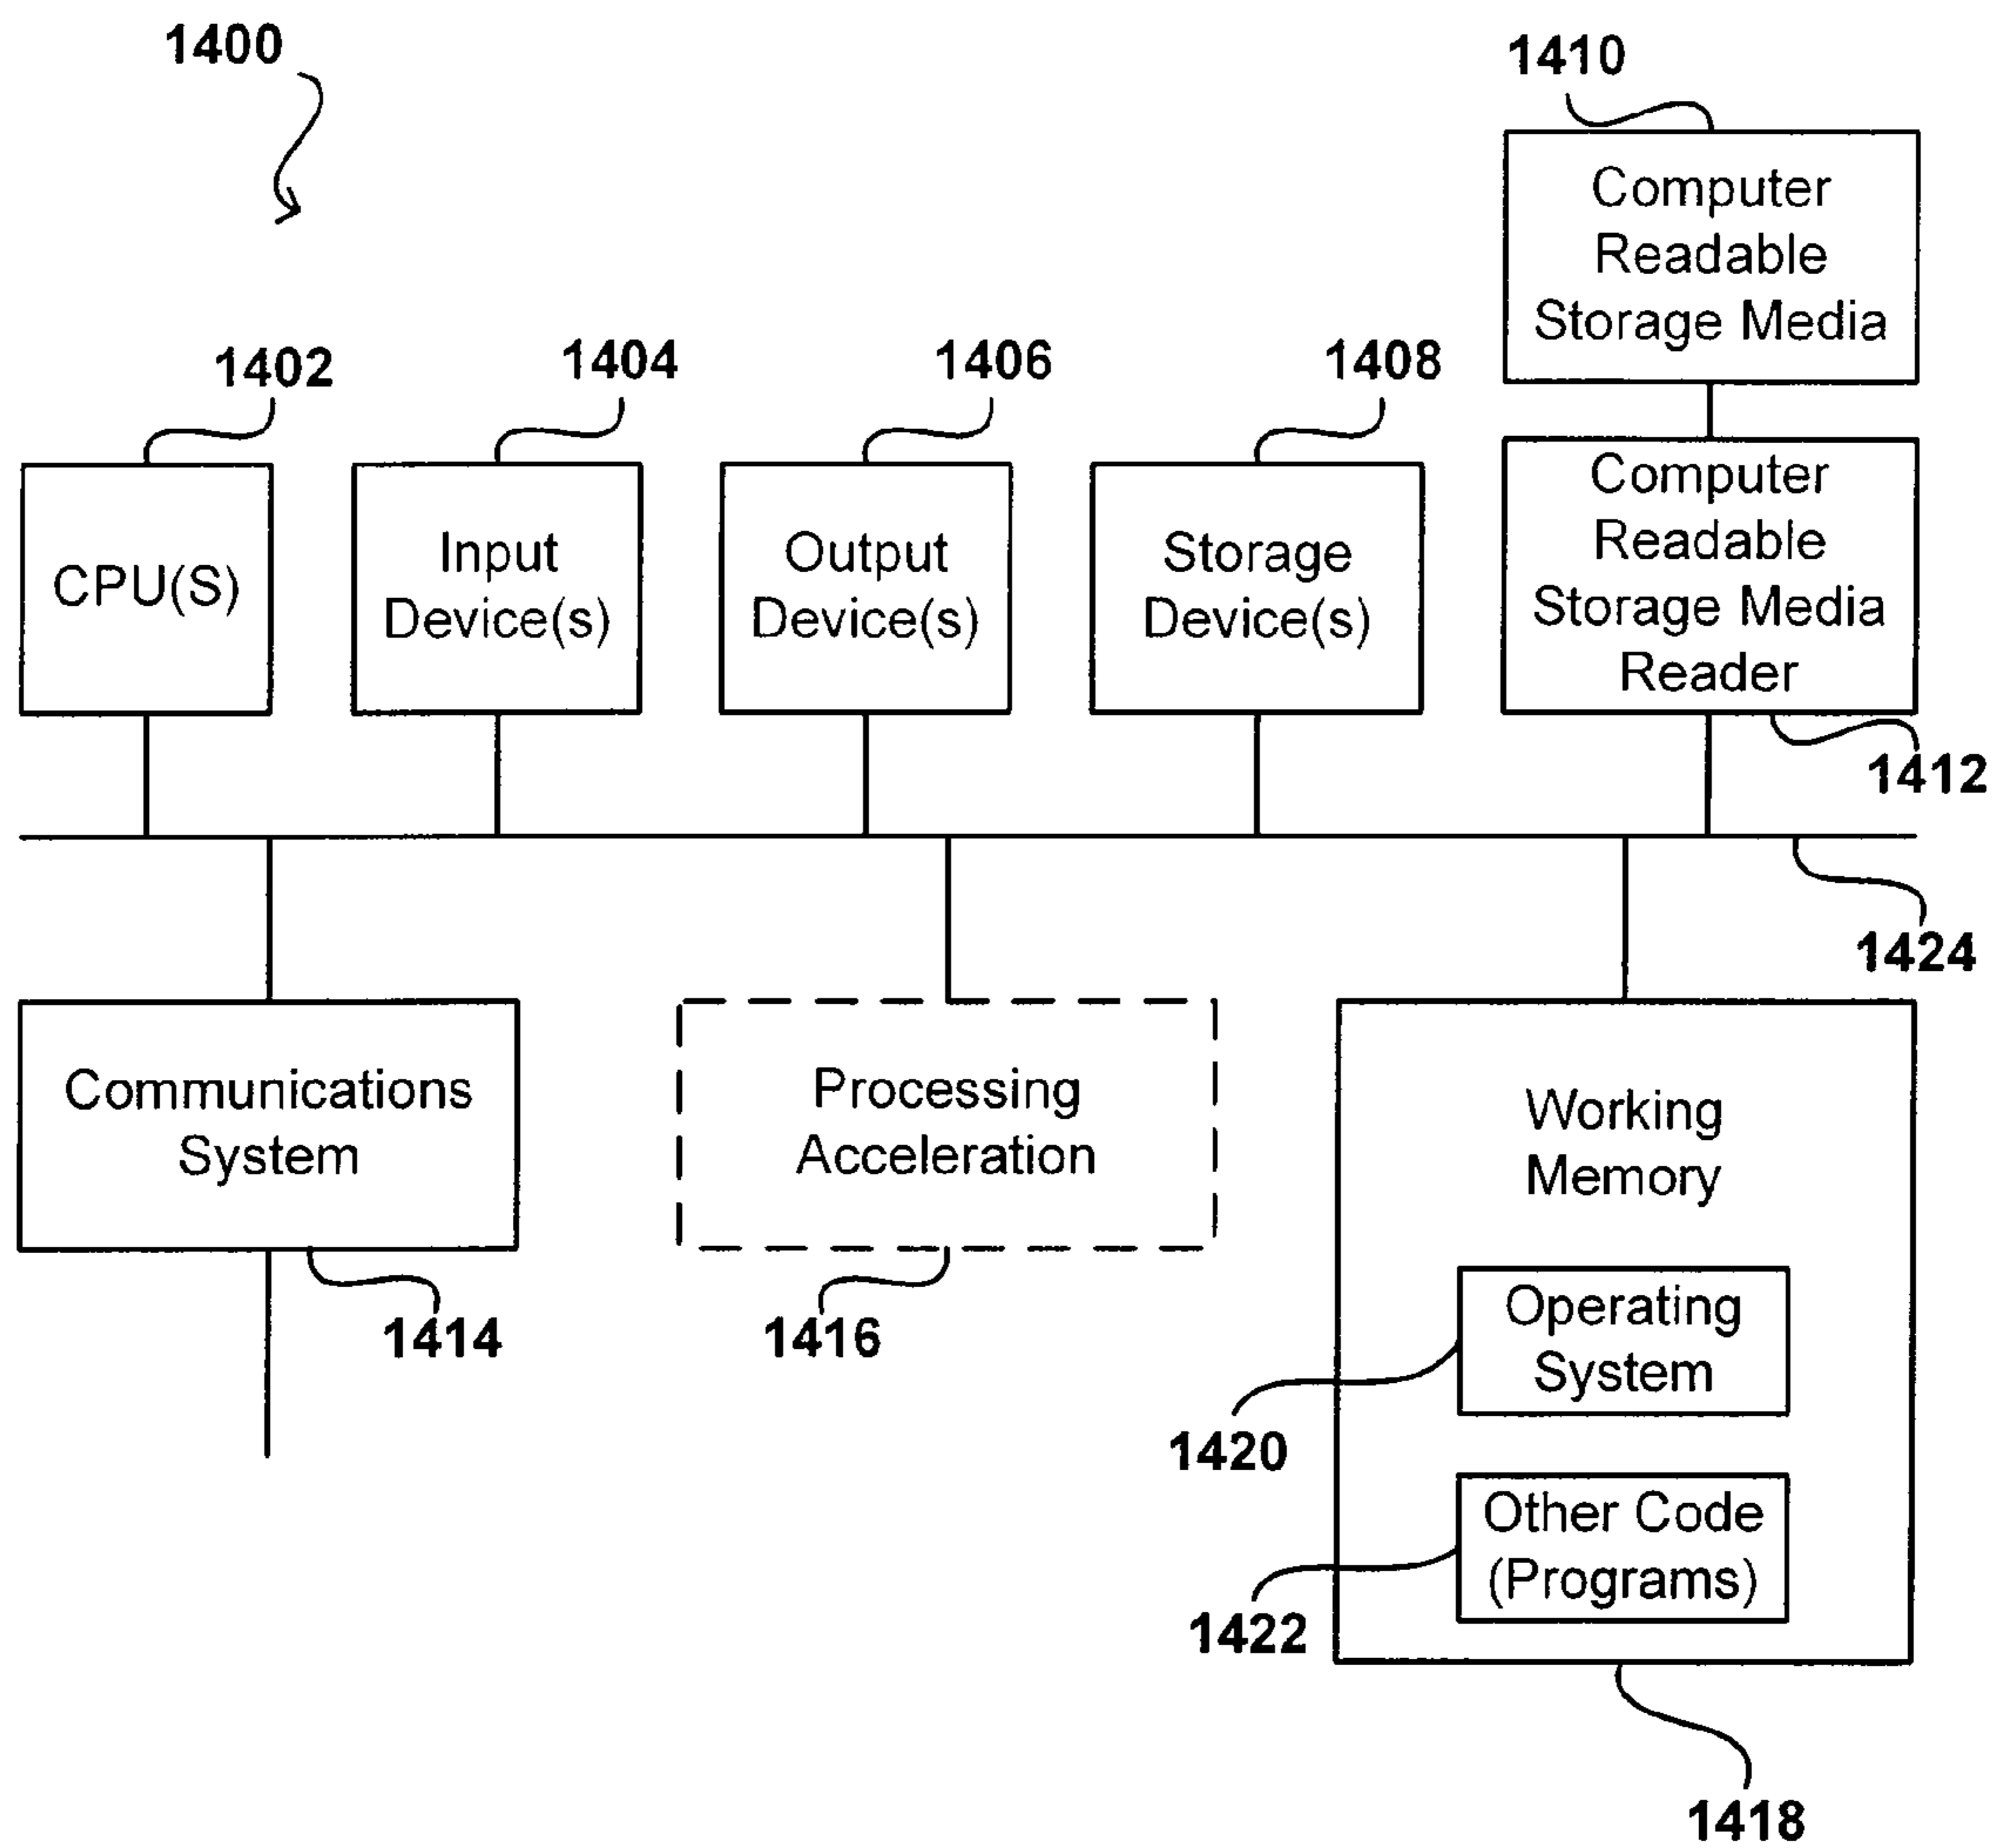 1400
1410
Computer
Readable
Storage Media
1402
1404
1406
1408
CPU(S)
Input
Device(s)
Output
Device(s)
Storage
Device(s)
Computer
Readable
Storage Media
Reader
1412
1424
Communications
System
1414
Processing
Acceleration
1416
Working
Memory
Operating
System
1420
Other Code
(Programs)
1422
1418